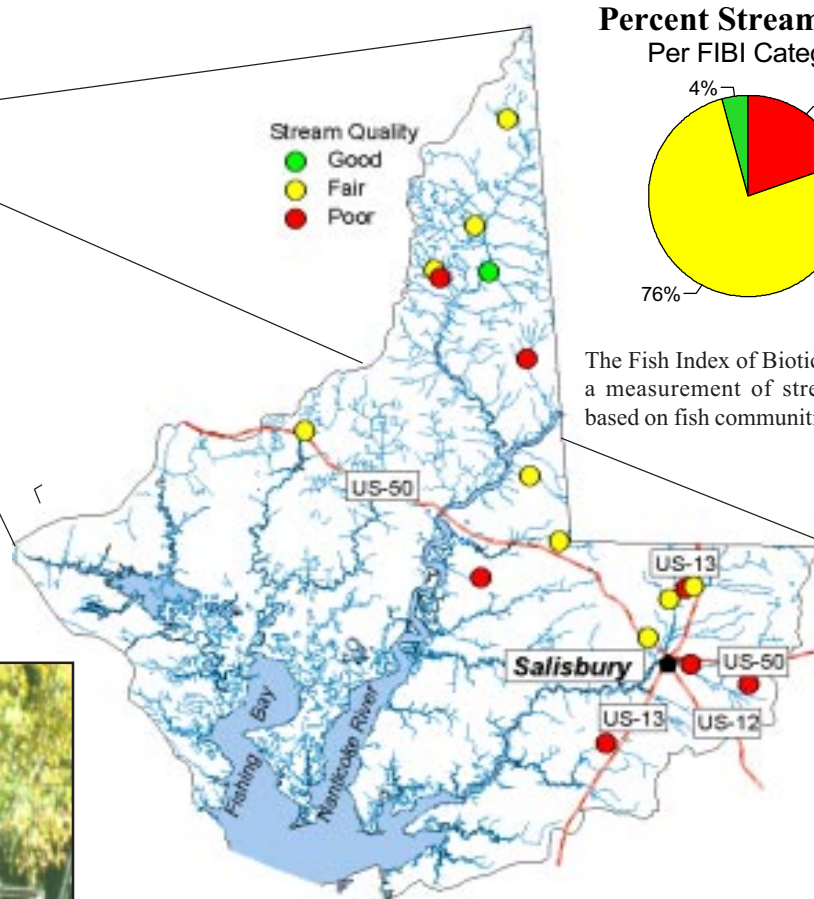 Percent Stream
Per FIBI Categ
4%
76%
Stream Quality
Good
Fair
Poor
The Fish Index of Biotic
a measurement of stre
based on fish communiti
US-50
US-13
Salisbury
US-50
US-13
US-12
Fishing Bay
Nanticoke River